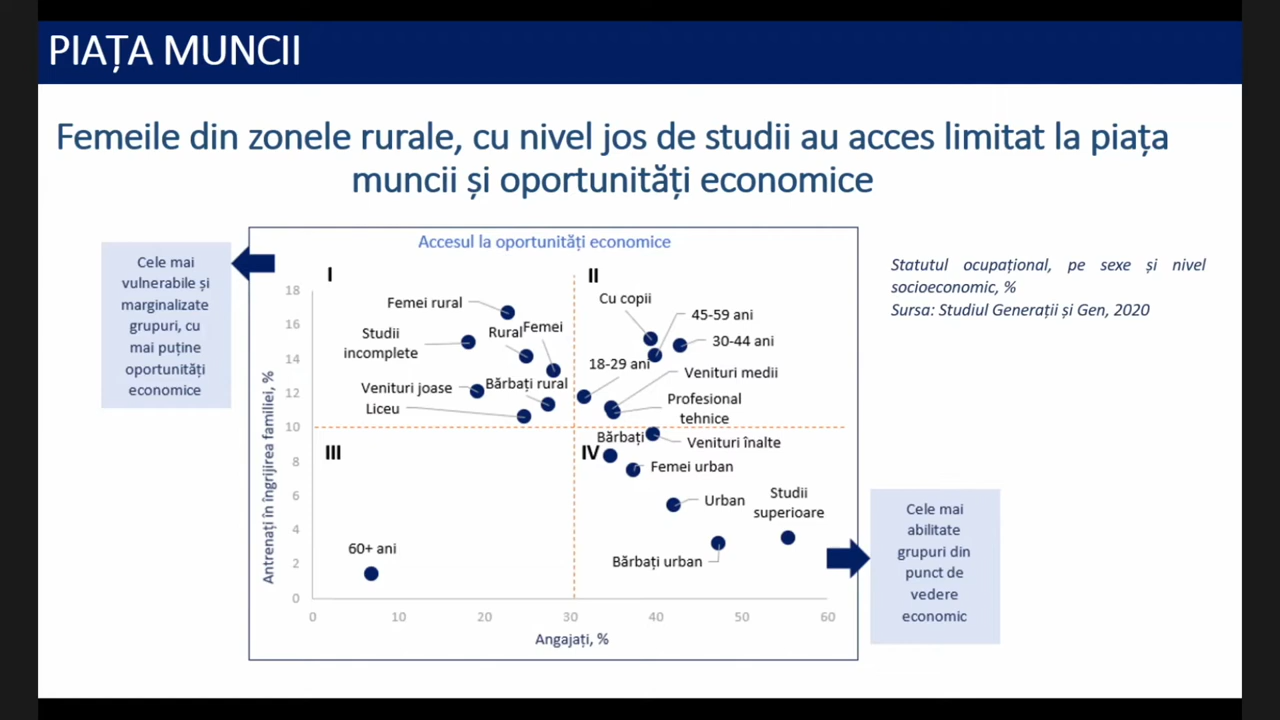 PIAȚA MUNCII
Femeile din zonele rurale, cu nivel jos de studii au acces limitat la piața
muncii și oportunități economice
Cele mai
vulnerabile și
marginalizate
grupuri, cu
mai puține
oportunități
economice
Accesul la oportunități economice
I
II
III
IV
Antrenați în îngrijirea familiei, %
18
16
14
12
10
8
6
4
2
0
Femei rural
Studii
incomplete
Rural
Femei
Venituri joase
Bărbați rural
Liceu
Cu copii
45-59 ani
30-44 ani
18-29 ani
Venituri medii
Profesional
tehnice
Bărbați
Venituri înalte
Femei urban
Urban
Studii
superioare
Bărbați urban
60+ ani
0
10
20
30
40
50
60
Angajați, %
Statutul ocupațional, pe sexe și nivel
socioeconomic, %
Sursa: Studiul Generații și Gen, 2020
Cele mai
abilitate
grupuri din
punct de
vedere
economic